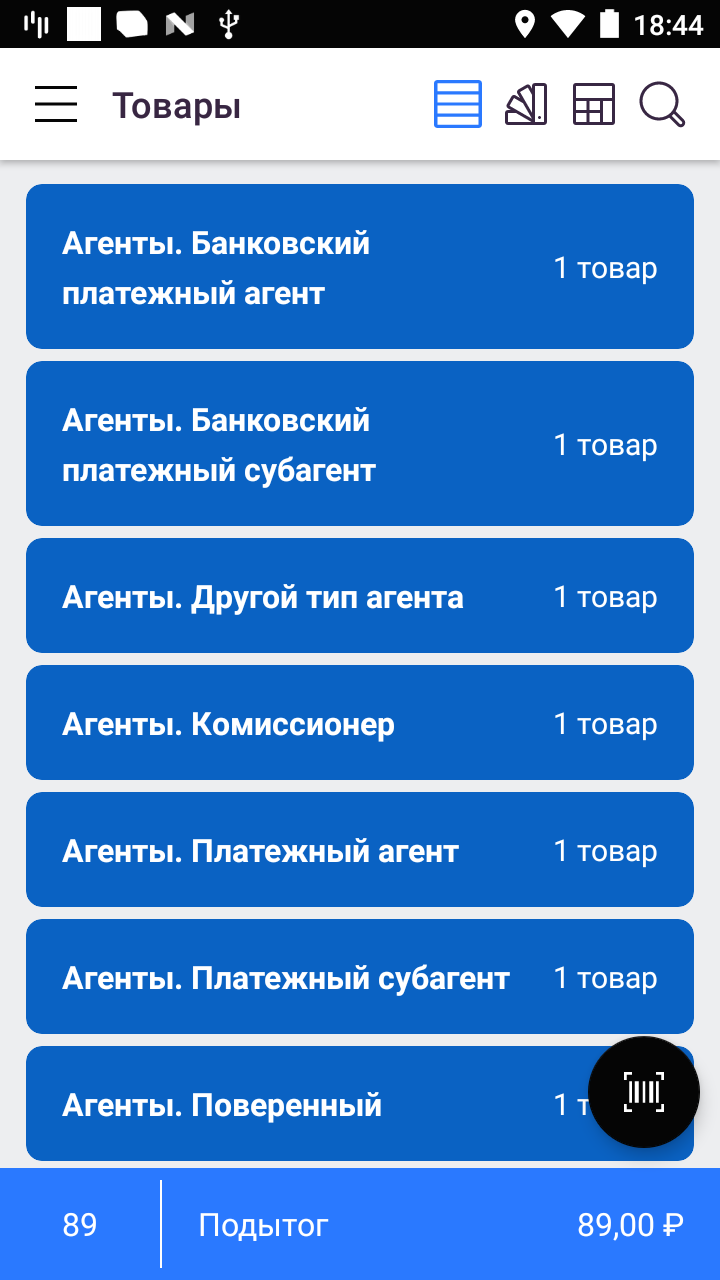 18:44
Товары
Агенты. Банковский
платежный агент
1 товар
Агенты. Банковский
платежный субагент
1 товар
Агенты. Другой тип агента
1 товар
Агенты. Комиссионер
1 товар
Агенты. Платежный агент
1 товар
Агенты. Платежный субагент
1 товар
Агенты. Поверенный
1 т
89
Подытог
89,00 ₽